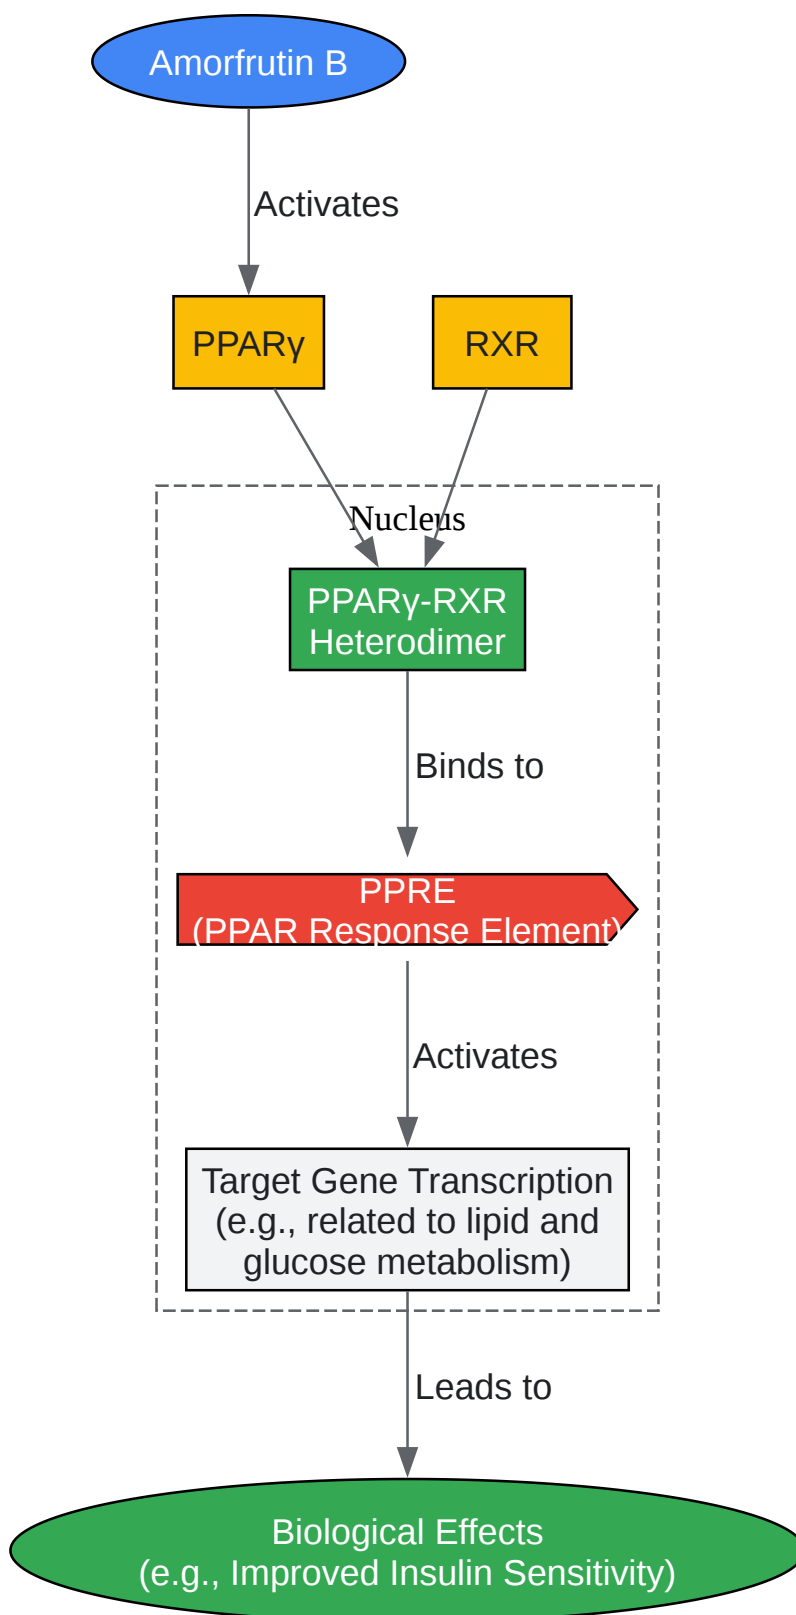 Amorfrutin B
Activates
PPARγ
RXR
Nucleus
PPARγ-RXR
Heterodimer
Binds to
PPRE
(PPAR Response Element)
Activates
Target Gene Transcription
(e.g., related to lipid and
glucose metabolism)
Leads to
Biological Effects
(e.g., Improved Insulin Sensitivity)